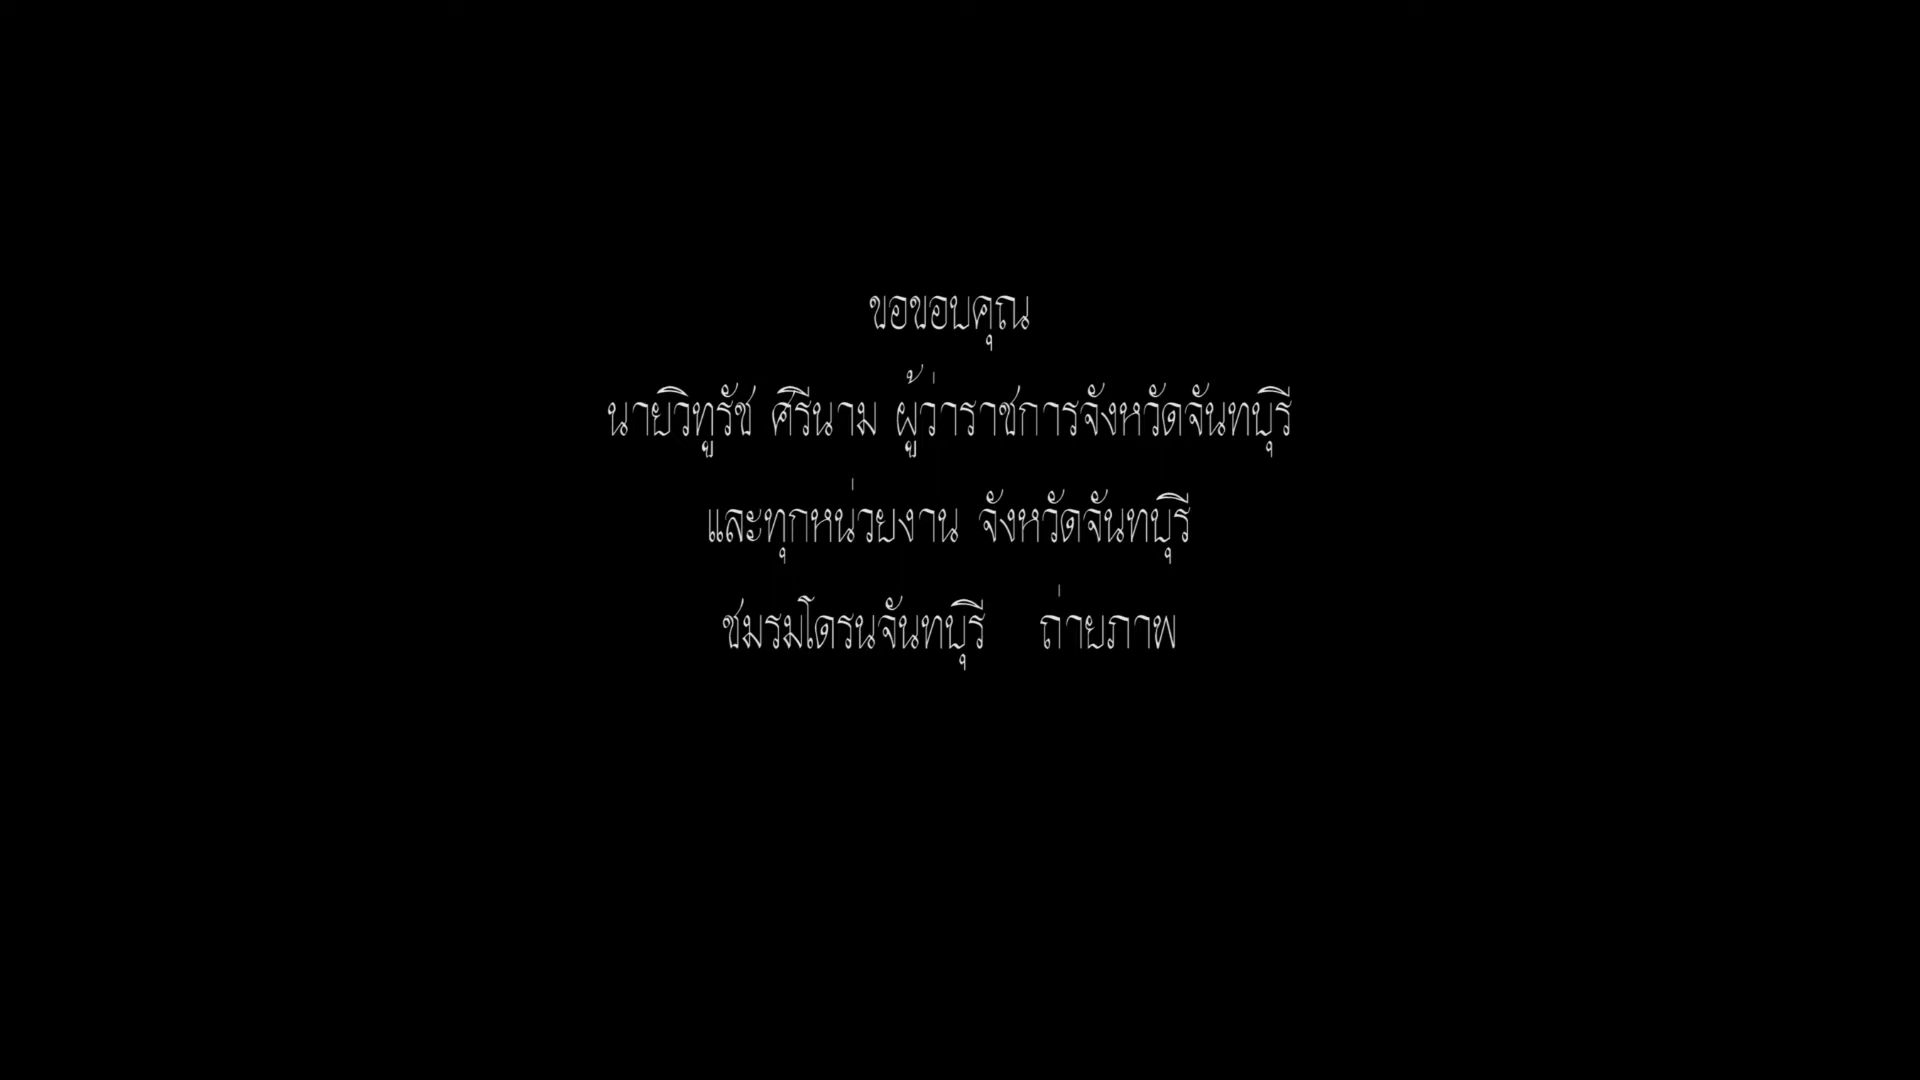 ขอขอบคุณ
นายวิทูรัช ศรีนาม ผู้ว่าราชการจังหวัดจันทบุรี
และทุกหน่วยงาน จังหวัดจันทบุรี
ชมรมโดรนจันทบุรี ถ่ายภาพ